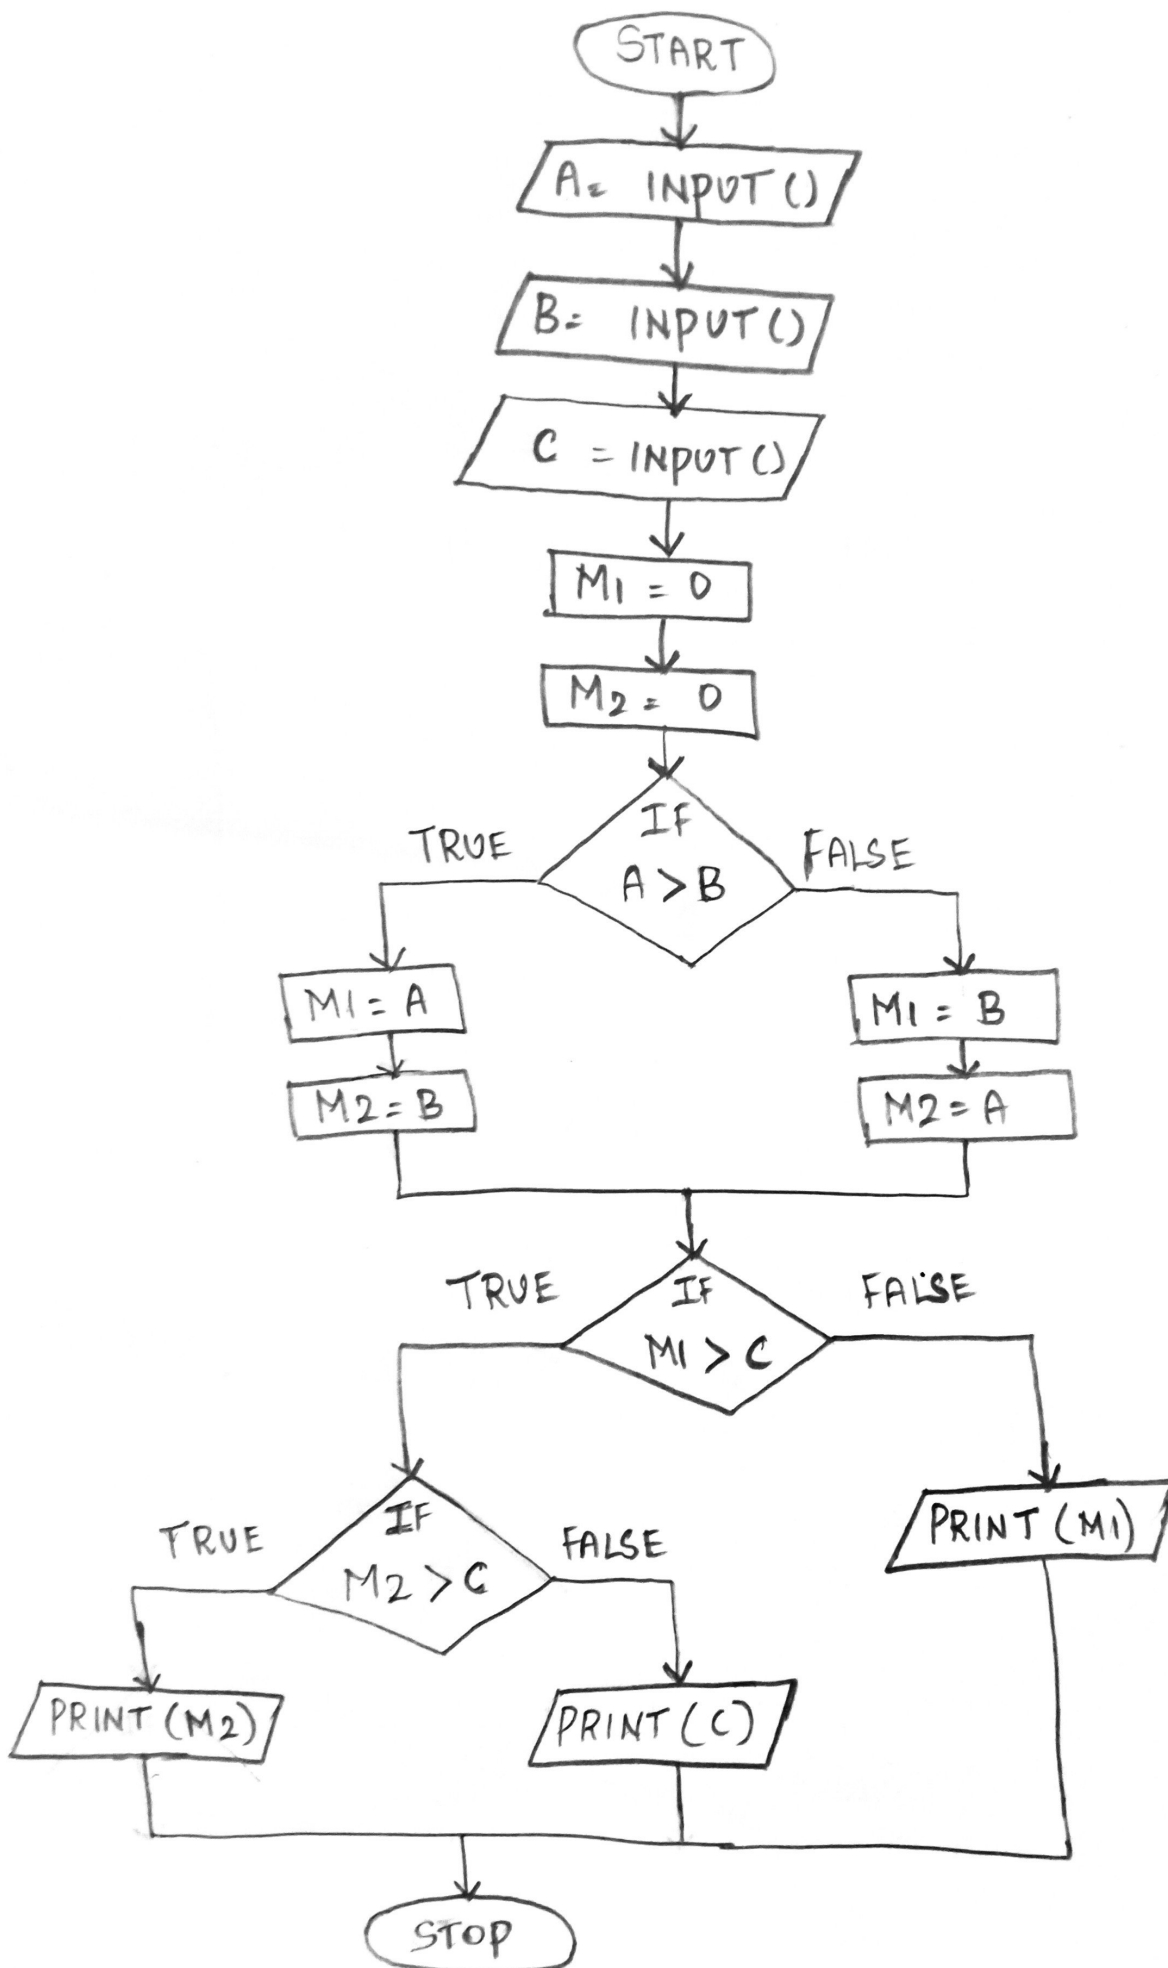 START
A= INPUT()
B= INPUT()
C = INPUT()
M1 = 0
M2 = 0
IF
A > B
TRUE
FALSE
M1 = A
M1 = B
M2 = B
M2 = A
IF
M1 > C
TRUE
FALSE
IF
M2 > C
TRUE
FALSE
PRINT (M1)
PRINT (M2)
PRINT (C)
STOP